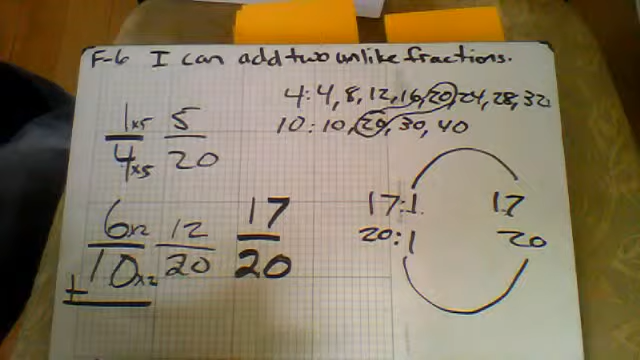 F-6 I can add two unlike fractions.
4: 4, 8, 12, 16, 20, 24, 28, 32
10: 10, 20, 30, 40
1x5 5
4x5 20
6x2 12 17
+ 10x2 20 20
17: 1 17
20: 1 20